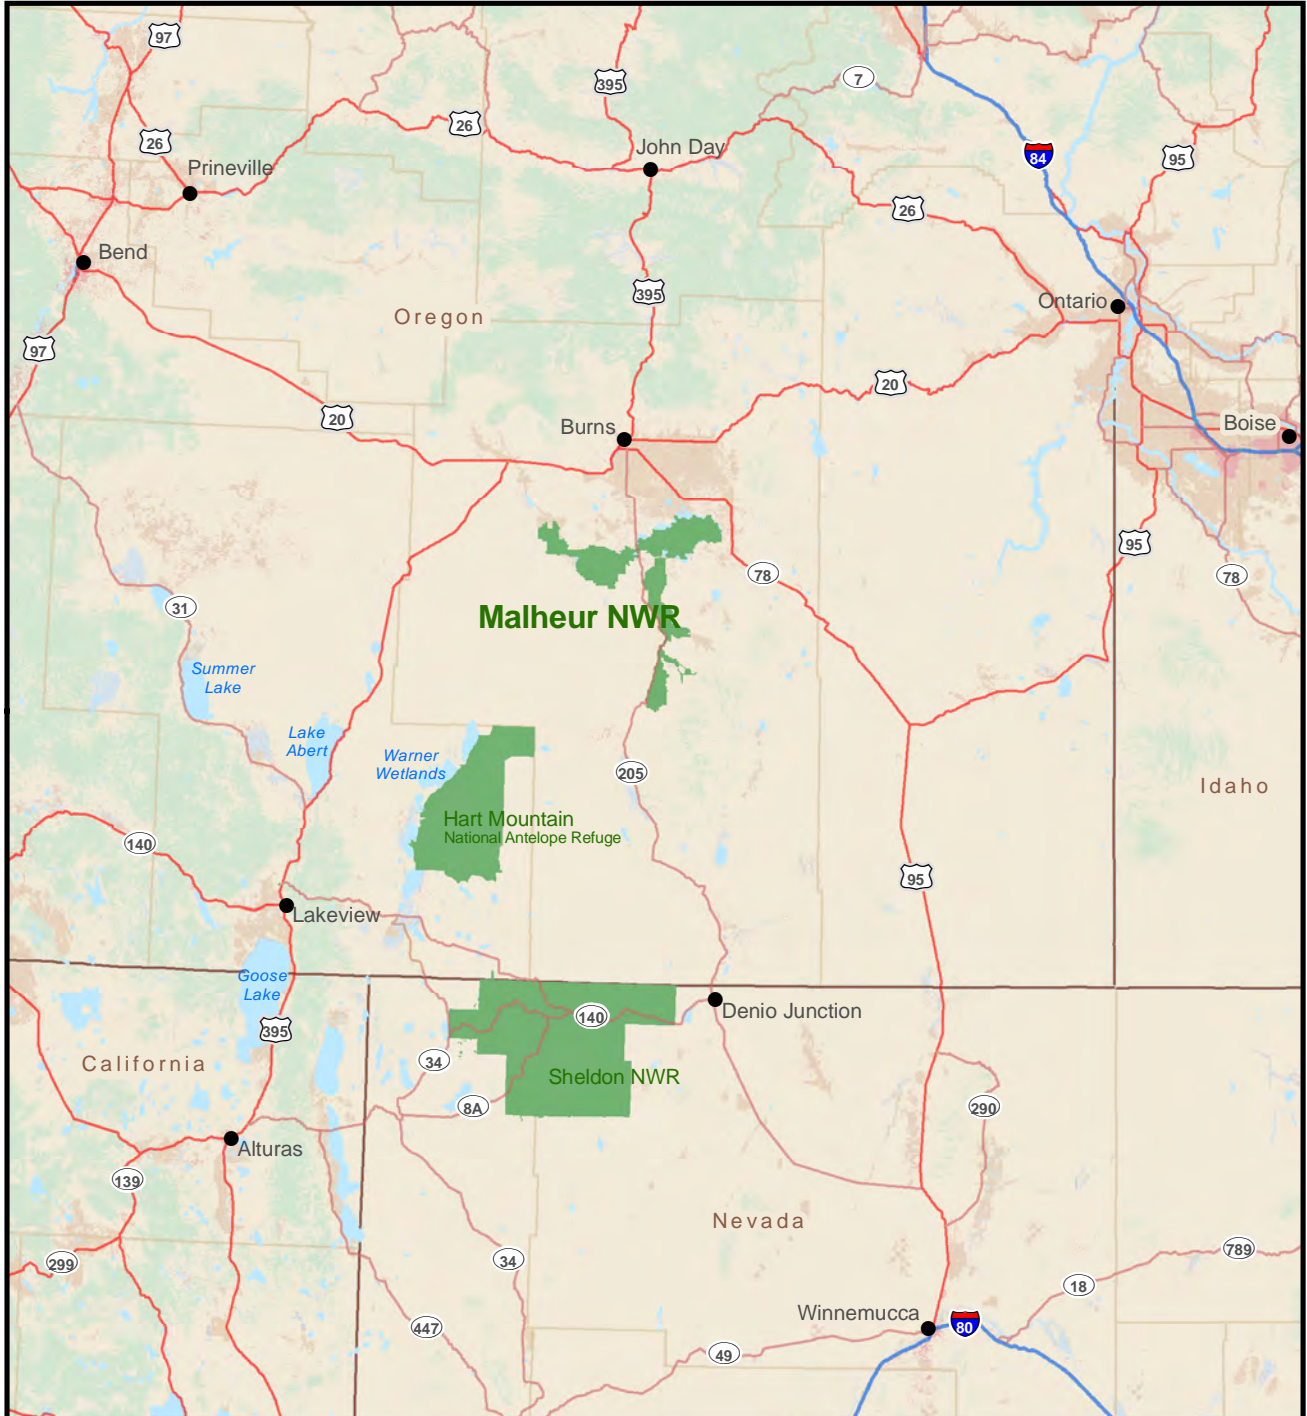 97
395
7
26
26
84
95
John Day
Prineville
26
Bend
395
Ontario
Oregon
97
20
20
Burns
Boise
95
78
78
31
Malheur NWR
Summer
Lake
Lake
Abert
Warner
Wetlands
205
Idaho
Hart Mountain
National Antelope Refuge
140
95
Lakeview
Goose
Lake
Denio Junction
140
395
California
34
Sheldon NWR
8A
290
Alturas
139
Nevada
299
34
789
18
Winnemucca
80
447
49